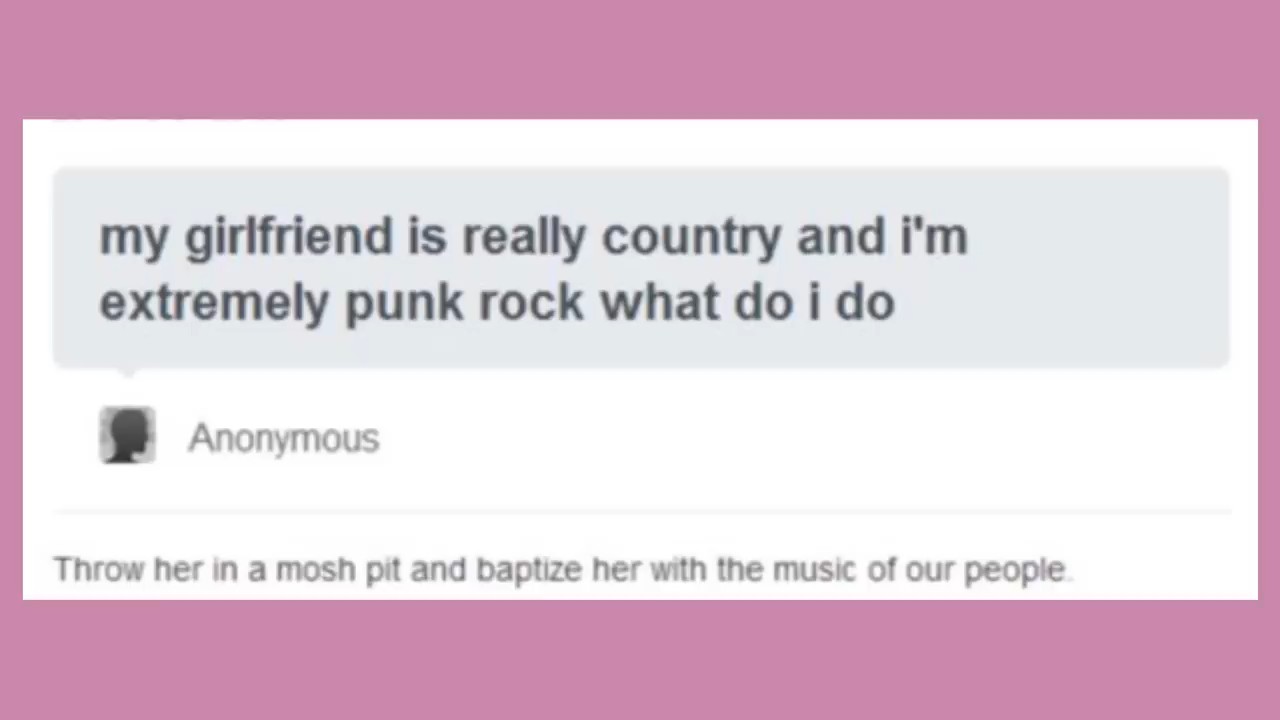 my girlfriend is really country and i'm
extremely punk rock what do i do
Anonymous
Throw her in a mosh pit and baptize her with the music of our people.